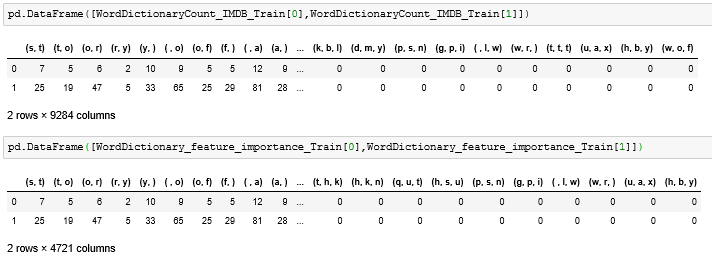 pd.DataFrame([WordDictionaryCount_IMDB_Train[0],WordDictionaryCount_IMDB_Train[1]])
(s, t) (t, o) (o, r) (r, y) (y, ) ( , o) (o, f) (f, ) ( , a) (a, ) ... (k, b, l) (d, m, y) (p, s, n) (g, p, i) ( , l, w) (w, r, ) (t, t, t) (u, a, x) (h, b, y) (w, o, f)
0 7 5 6 2 10 9 5 5 12 9 ... 0 0 0 0 0 0 0 0 0 0
1 25 19 47 5 33 65 25 29 81 28 ... 0 0 0 0 0 0 0 0 0 0
2 rows × 9284 columns
pd.DataFrame([WordDictionary_feature_importance_Train[0],WordDictionary_feature_importance_Train[1]])
(s, t) (t, o) (o, r) (r, y) (y, ) ( , o) (o, f) (f, ) ( , a) (a, ) ... (t, h, k) (h, k, n) (q, u, t) (h, s, u) (p, s, n) (g, p, i) ( , l, w) (w, r, ) (u, a, x) (h, b, y)
0 7 5 6 2 10 9 5 5 12 9 ... 0 0 0 0 0 0 0 0 0 0
1 25 19 47 5 33 65 25 29 81 28 ... 0 0 0 0 0 0 0 0 0 0
2 rows × 4721 columns